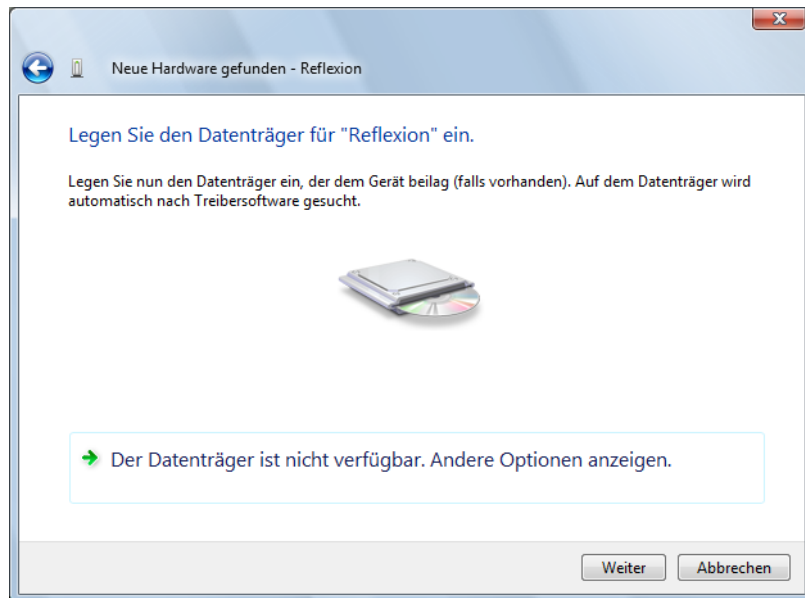 Neue Hardware gefunden - Reflexion
Legen Sie den Datenträger für "Reflexion" ein.
Legen Sie nun den Datenträger ein, der dem Gerät beilag (falls vorhanden). Auf dem Datenträger wird
automatisch nach Treibersoftware gesucht.
Der Datenträger ist nicht verfügbar. Andere Optionen anzeigen.
Weiter Abbrechen